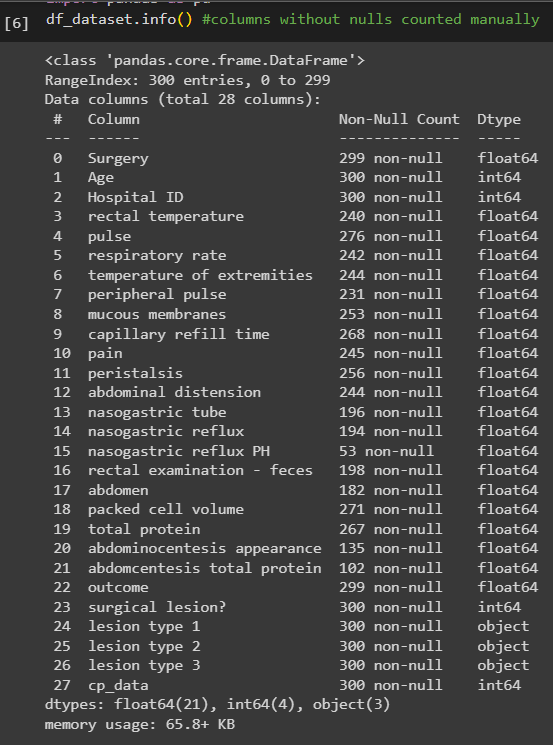 import pandas as pd
[6] df_dataset.info() #columns without nulls counted manually
<class 'pandas.core.frame.DataFrame'>
RangeIndex: 300 entries, 0 to 299
Data columns (total 28 columns):
 #   Column                       Non-Null Count  Dtype
---  ------                       --------------  -----
 0   Surgery                      299 non-null    float64
 1   Age                          300 non-null    int64
 2   Hospital ID                  300 non-null    int64
 3   rectal temperature           240 non-null    float64
 4   pulse                        276 non-null    float64
 5   respiratory rate             242 non-null    float64
 6   temperature of extremities   244 non-null    float64
 7   peripheral pulse             231 non-null    float64
 8   mucous membranes             253 non-null    float64
 9   capillary refill time        268 non-null    float64
 10  pain                         245 non-null    float64
 11  peristalsis                  256 non-null    float64
 12  abdominal distension         244 non-null    float64
 13  nasogastric tube             196 non-null    float64
 14  nasogastric reflux           194 non-null    float64
 15  nasogastric reflux PH        53 non-null     float64
 16  rectal examination - feces   198 non-null    float64
 17  abdomen                      182 non-null    float64
 18  packed cell volume           271 non-null    float64
 19  total protein                267 non-null    float64
 20  abdominocentesis appearance  135 non-null    float64
 21  abdomcentesis total protein  102 non-null    float64
 22  outcome                      299 non-null    float64
 23  surgical lesion?             300 non-null    int64
 24  lesion type 1                300 non-null    object
 25  lesion type 2                300 non-null    object
 26  lesion type 3                300 non-null    object
 27  cp_data                      300 non-null    int64
dtypes: float64(21), int64(4), object(3)
memory usage: 65.8+ KB